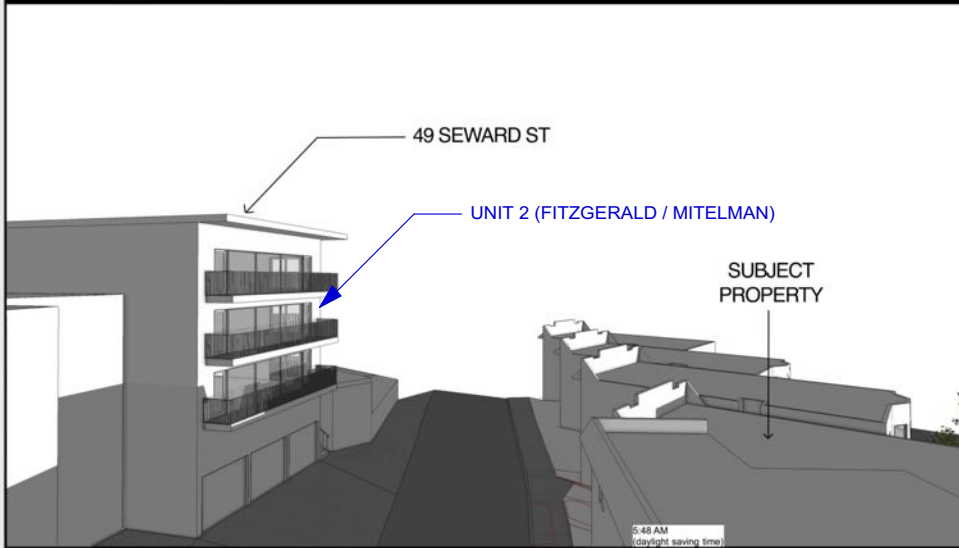 49 SEWARD ST
UNIT 2 (FITZGERALD / MITELMAN)
SUBJECT
PROPERTY
5:48 AM
(daylight saving time)